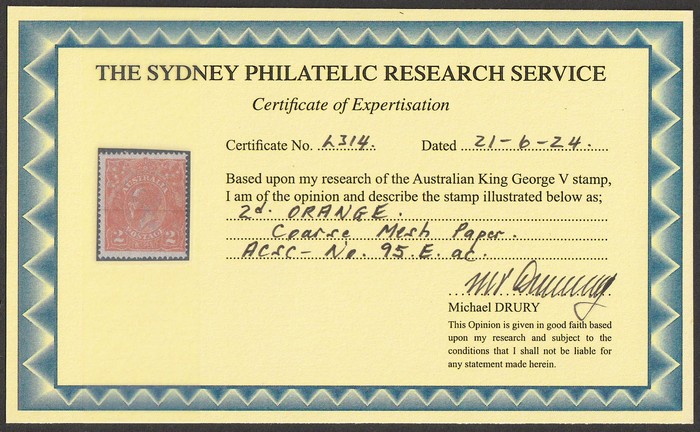 THE SYDNEY PHILATELIC RESEARCH SERVICE
Certificate of Expertisation
Certificate No. L314. Dated 21-6-24.
Based upon my research of the Australian King George V stamp,
I am of the opinion and describe the stamp illustrated below as;
2d. ORANGE.
Coarse Mesh Paper.
ACSC- No. 95.E. ac.
AUSTRALIA
2 POSTAGE 2
Michael DRURY
This Opinion is given in good faith based
upon my research and subject to the
conditions that I shall not be liable for
any statement made herein.